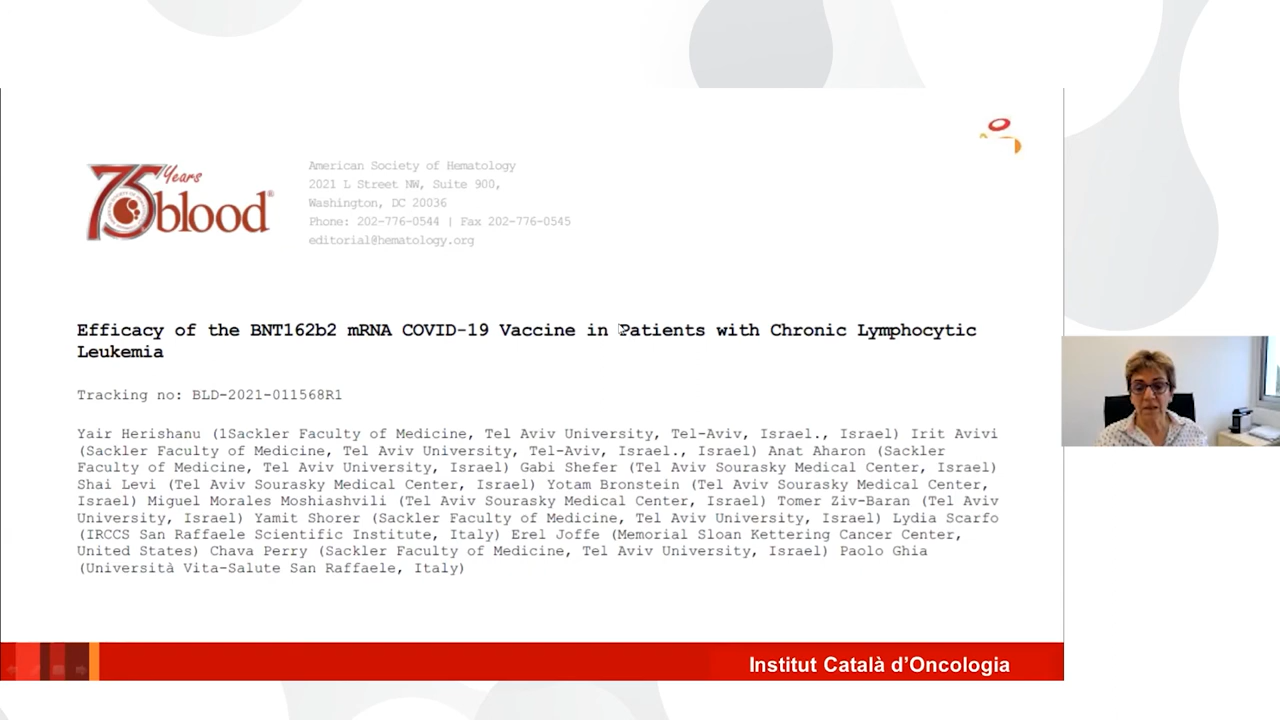 75 Years
blood®
American Society of Hematology
2021 L Street NW, Suite 900,
Washington, DC 20036
Phone: 202-776-0544 | Fax 202-776-0545
editorial@hematology.org
Efficacy of the BNT162b2 mRNA COVID-19 Vaccine in Patients with Chronic Lymphocytic
Leukemia
Tracking no: BLD-2021-011568R1
Yair Herishanu (1Sackler Faculty of Medicine, Tel Aviv University, Tel-Aviv, Israel., Israel) Irit Avivi
(Sackler Faculty of Medicine, Tel Aviv University, Tel-Aviv, Israel., Israel) Anat Aharon (Sackler
Faculty of Medicine, Tel Aviv University, Israel) Gabi Shefer (Tel Aviv Sourasky Medical Center, Israel)
Shai Levi (Tel Aviv Sourasky Medical Center, Israel) Yotam Bronstein (Tel Aviv Sourasky Medical Center,
Israel) Miguel Morales Moshiashvili (Tel Aviv Sourasky Medical Center, Israel) Tomer Ziv-Baran (Tel Aviv
University, Israel) Yamit Shorer (Sackler Faculty of Medicine, Tel Aviv University, Israel) Lydia Scarfo
(IRCCS San Raffaele Scientific Institute, Italy) Erel Joffe (Memorial Sloan Kettering Cancer Center,
United States) Chava Perry (Sackler Faculty of Medicine, Tel Aviv University, Israel) Paolo Ghia
(Università Vita-Salute San Raffaele, Italy)
Institut Català d'Oncologia